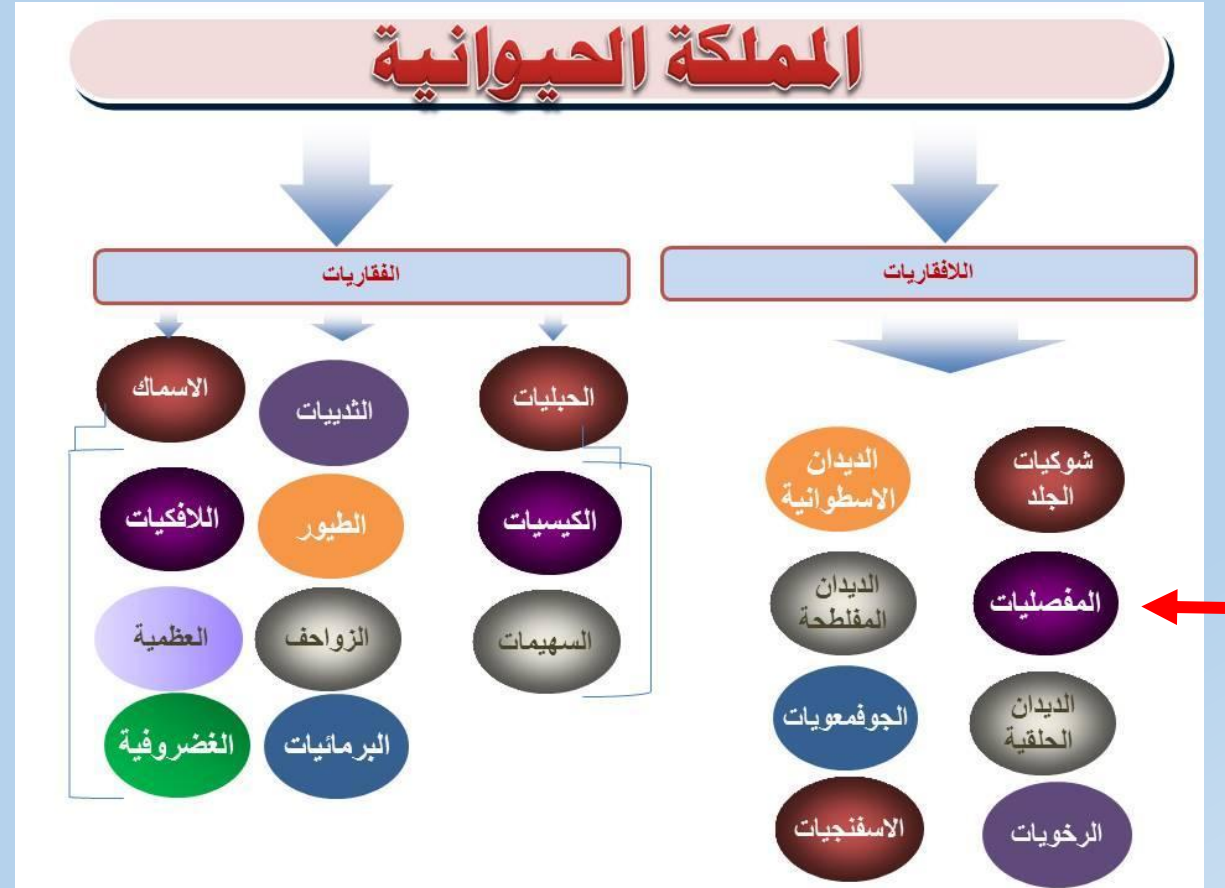 المملكة الحيوانية
اللافقاريات
شوكيات
الجلد
الديدان
الاسطوانية
المفصليات
الديدان
المفلطحة
الديدان
الحلقية
الجوفمعويات
الرخويات
الاسفنجيات
الفقاريات
الحبليات
الكيسيات
السهيمات
الثدييات
الطيور
الزواحف
البرمائيات
الاسماك
اللافكيات
العظمية
الغضروفية